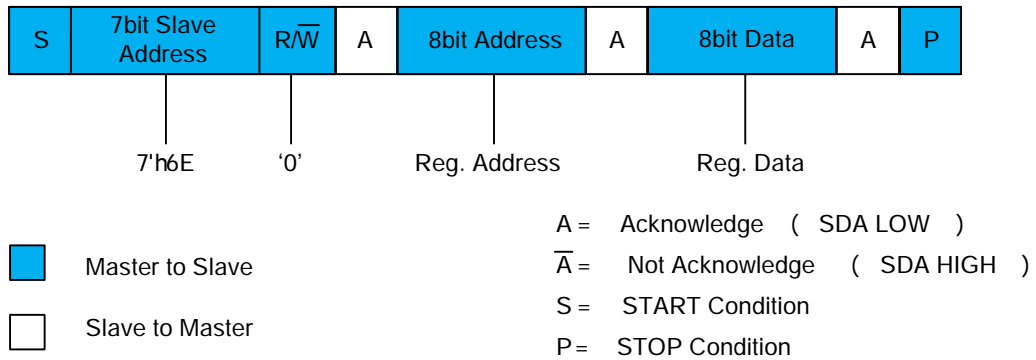 S 7bit Slave Address R/W̅ A 8bit Address A 8bit Data A P
7'h6E '0' Reg. Address Reg. Data
A = Acknowledge ( SDA LOW )
A̅ = Not Acknowledge ( SDA HIGH )
S = START Condition
P = STOP Condition
Master to Slave
Slave to Master